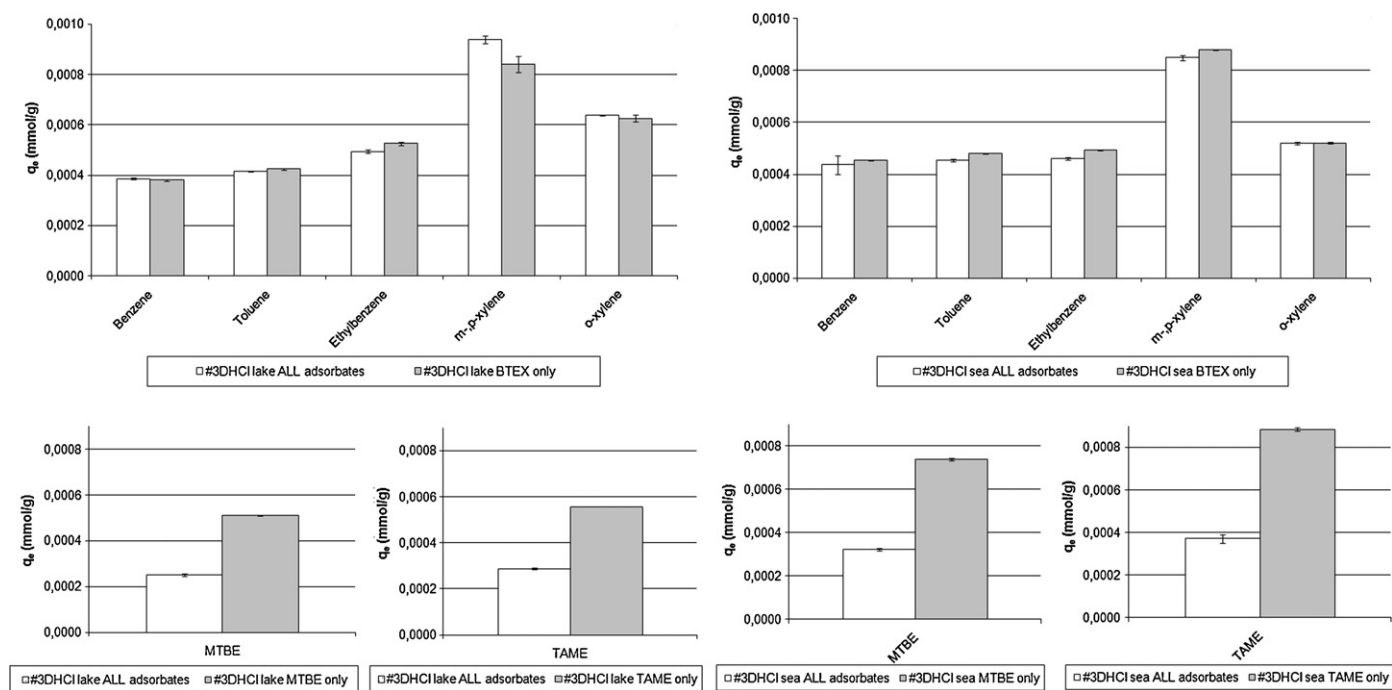 0,0010
0,0008
0,0006
0,0004
0,0002
0,0000
qe (mmol/g)
Benzene
Toluene
Ethylbenzene
m-,p-xylene
o-xylene
#3DHCl lake ALL adsorbates
#3DHCl lake BTEX only
0,0010
0,0008
0,0006
0,0004
0,0002
0,0000
qe (mmol/g)
Benzene
Toluene
Ethylbenzene
m-,p-xylene
o-xylene
#3DHCl sea ALL adsorbates
#3DHCl sea BTEX only
0,0008
0,0006
0,0004
0,0002
0,0000
qe (mmol/g)
MTBE
#3DHCl lake ALL adsorbates
#3DHCl lake MTBE only
0,0008
0,0006
0,0004
0,0002
0,0000
qe (mmol/g)
TAME
#3DHCl lake ALL adsorbates
#3DHCl lake TAME only
0,0008
0,0006
0,0004
0,0002
0,0000
qe (mmol/g)
MTBE
#3DHCl sea ALL adsorbates
#3DHCl sea MTBE only
0,0008
0,0006
0,0004
0,0002
0,0000
qe (mmol/g)
TAME
#3DHCl sea ALL adsorbates
#3DHCl sea TAME only